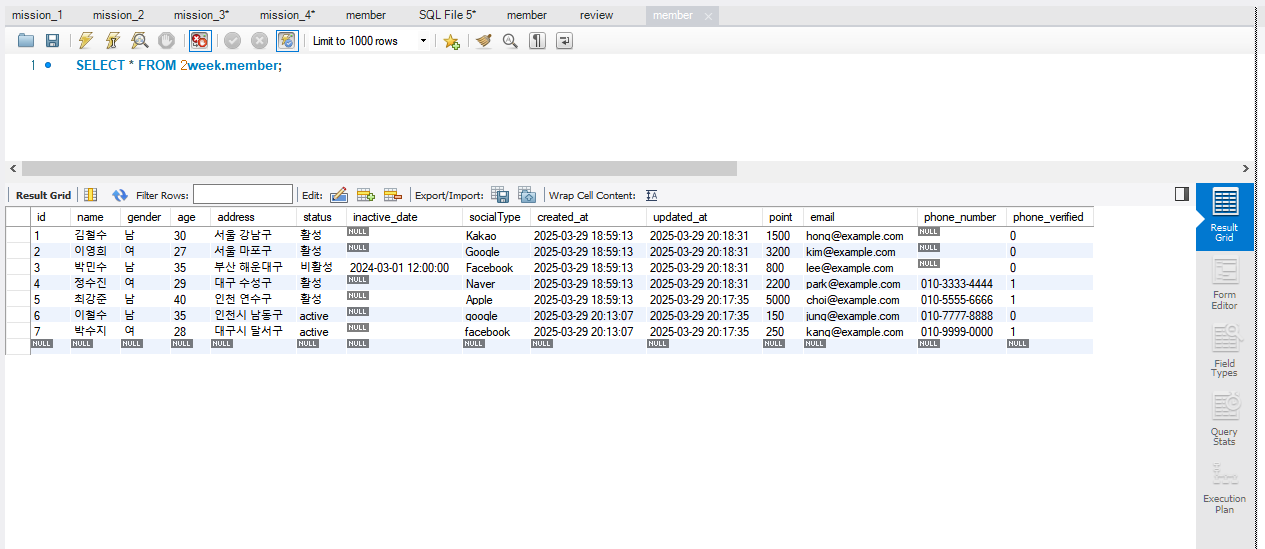 mission_1 mission_2 mission_3* mission_4* member SQL File 5* member review member
Limit to 1000 rows
1 SELECT * FROM 2week.member;
Result Grid Filter Rows: Edit: Export/Import: Wrap Cell Content:
id name gender age address status inactive_date socialType created_at updated_at point email phone_number phone_verified
1 김철수 남 30 서울 강남구 활성 NULL Kakao 2025-03-29 18:59:13 2025-03-29 20:18:31 1500 hong@example.com NULL 0
2 이영희 여 27 서울 마포구 활성 NULL Google 2025-03-29 18:59:13 2025-03-29 20:18:31 3200 kim@example.com NULL 0
3 박민수 남 35 부산 해운대구 비활성 2024-03-01 12:00:00 Facebook 2025-03-29 18:59:13 2025-03-29 20:18:31 800 lee@example.com NULL 0
4 정수진 여 29 대구 수성구 활성 NULL Naver 2025-03-29 18:59:13 2025-03-29 20:18:31 2200 park@example.com 010-3333-4444 1
5 최강준 남 40 인천 연수구 활성 NULL Apple 2025-03-29 18:59:13 2025-03-29 20:17:35 5000 choi@example.com 010-5555-6666 1
6 이철수 남 35 인천시 남동구 active NULL google 2025-03-29 20:13:07 2025-03-29 20:17:35 150 jung@example.com 010-7777-8888 0
7 박수지 여 28 대구시 달서구 active NULL facebook 2025-03-29 20:13:07 2025-03-29 20:17:35 250 kang@example.com 010-9999-0000 1
NULL NULL NULL NULL NULL NULL NULL NULL NULL NULL NULL NULL NULL NULL
Result
Grid
Form
Editor
Field
Types
Query
Stats
Execution
Plan